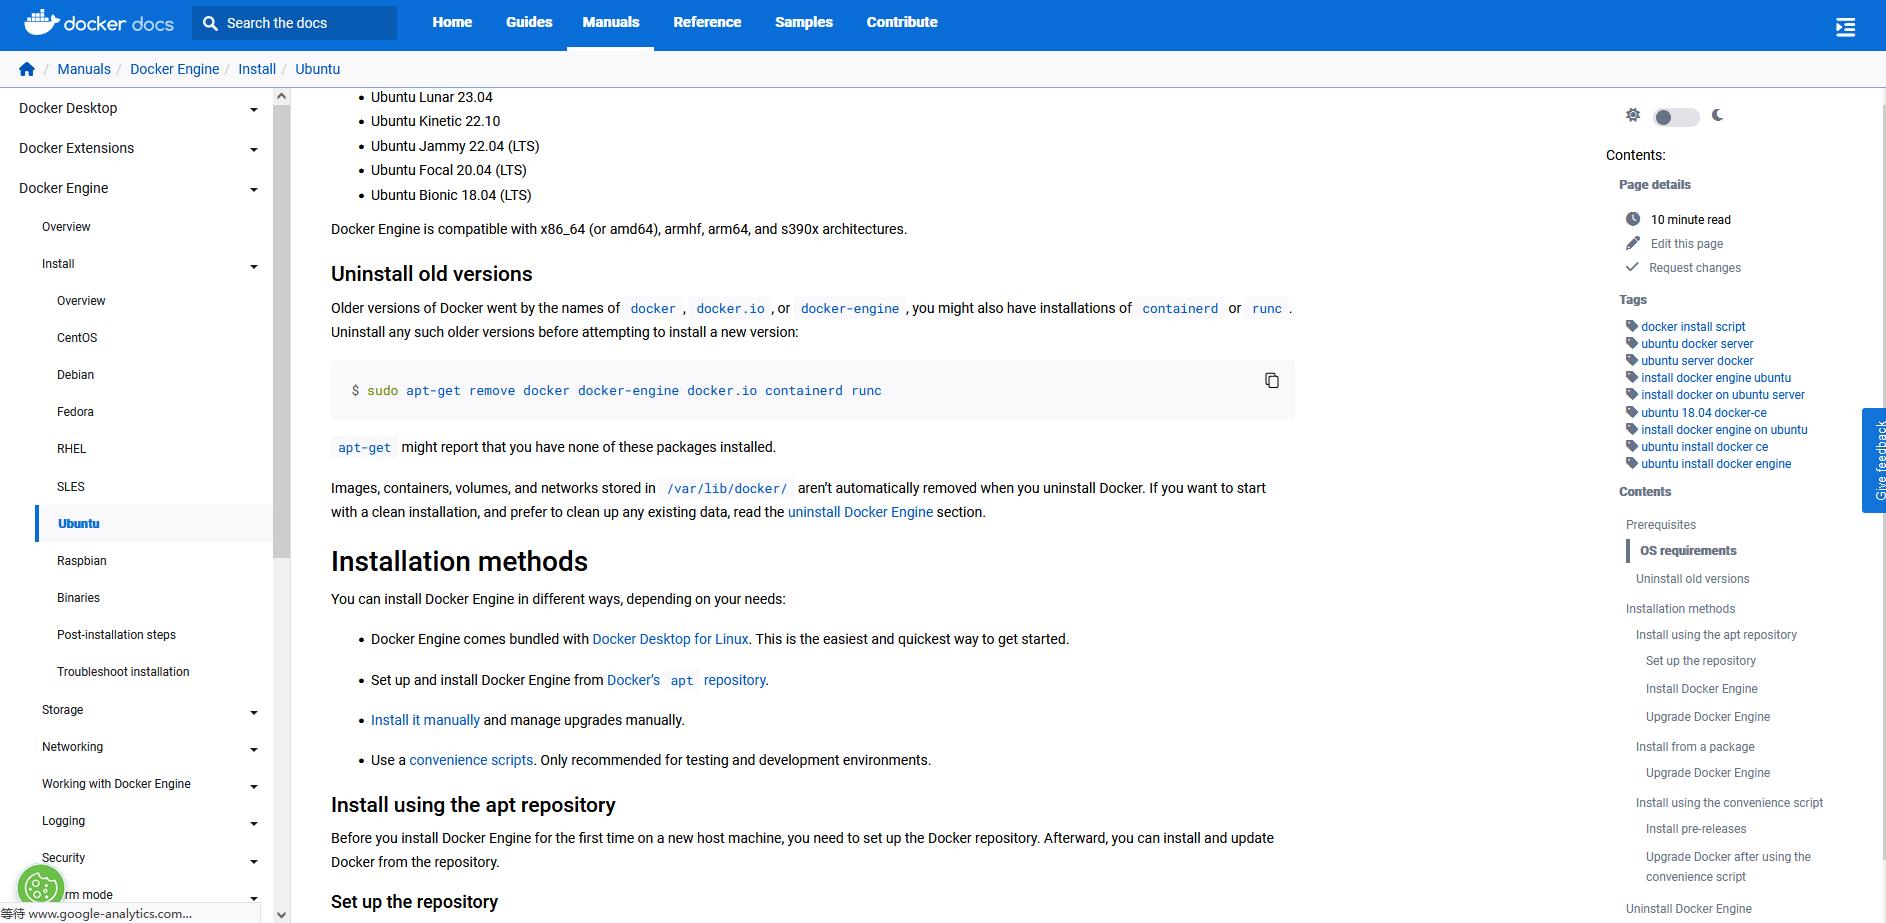 docker docs
Search the docs
Home
Guides
Manuals
Reference
Samples
Contribute
/ Manuals / Docker Engine / Install / Ubuntu
Docker Desktop
Docker Extensions
Docker Engine
Overview
Install
Overview
CentOS
Debian
Fedora
RHEL
SLES
Ubuntu
Raspbian
Binaries
Post-installation steps
Troubleshoot installation
Storage
Networking
Working with Docker Engine
Logging
Security
rm mode
等待 www.google-analytics.com...
• Ubuntu Lunar 23.04
• Ubuntu Kinetic 22.10
• Ubuntu Jammy 22.04 (LTS)
• Ubuntu Focal 20.04 (LTS)
• Ubuntu Bionic 18.04 (LTS)
Docker Engine is compatible with x86_64 (or amd64), armhf, arm64, and s390x architectures.
Uninstall old versions
Older versions of Docker went by the names of docker , docker.io , or docker-engine , you might also have installations of containerd or runc .
Uninstall any such older versions before attempting to install a new version:
$ sudo apt-get remove docker docker-engine docker.io containerd runc
apt-get might report that you have none of these packages installed.
Images, containers, volumes, and networks stored in /var/lib/docker/ aren’t automatically removed when you uninstall Docker. If you want to start
with a clean installation, and prefer to clean up any existing data, read the uninstall Docker Engine section.
Installation methods
You can install Docker Engine in different ways, depending on your needs:
• Docker Engine comes bundled with Docker Desktop for Linux. This is the easiest and quickest way to get started.
• Set up and install Docker Engine from Docker’s apt repository.
• Install it manually and manage upgrades manually.
• Use a convenience scripts. Only recommended for testing and development environments.
Install using the apt repository
Before you install Docker Engine for the first time on a new host machine, you need to set up the Docker repository. Afterward, you can install and update
Docker from the repository.
Set up the repository
Contents:
Page details
10 minute read
Edit this page
Request changes
Tags
docker install script
ubuntu docker server
ubuntu server docker
install docker engine ubuntu
install docker on ubuntu server
ubuntu 18.04 docker-ce
install docker engine on ubuntu
ubuntu install docker ce
ubuntu install docker engine
Contents
Prerequisites
OS requirements
Uninstall old versions
Installation methods
Install using the apt repository
Set up the repository
Install Docker Engine
Upgrade Docker Engine
Install from a package
Upgrade Docker Engine
Install using the convenience script
Install pre-releases
Upgrade Docker after using the
convenience script
Uninstall Docker Engine
Give feedback